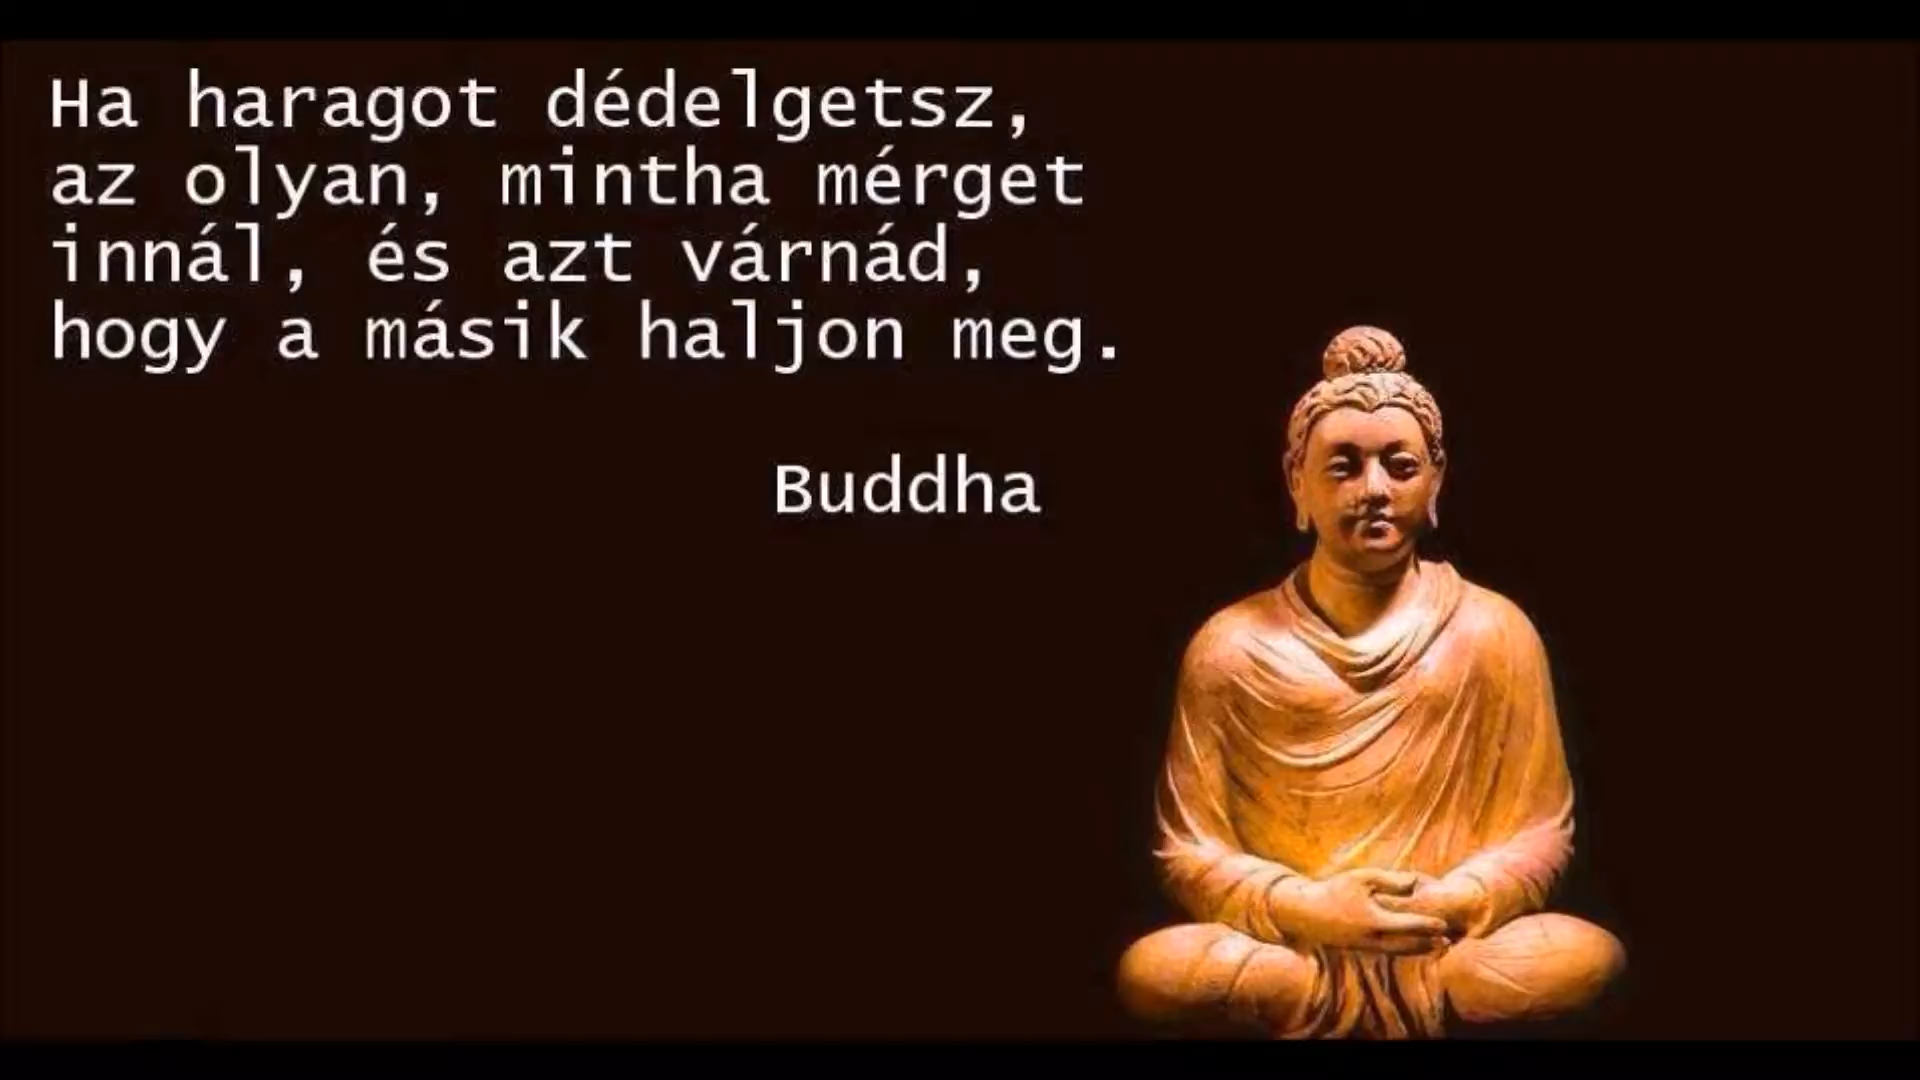 Ha haragot dédelgetsz,
az olyan, mintha mérget
innál, és azt várnád,
hogy a másik haljon meg.
Buddha